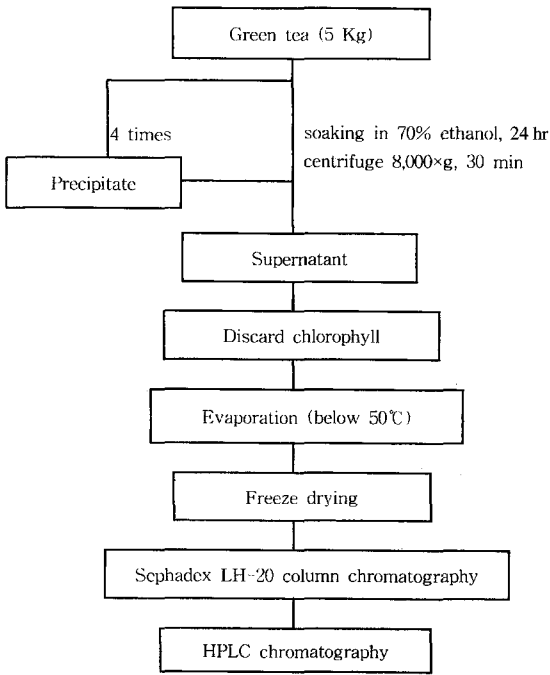 Green tea (5 Kg)
4 times
soaking in 70% ethanol, 24 hr
centrifuge 8,000×g, 30 min
Precipitate
Supernatant
Discard chlorophyll
Evaporation (below 50℃)
Freeze drying
Sephadex LH-20 column chromatography
HPLC chromatography